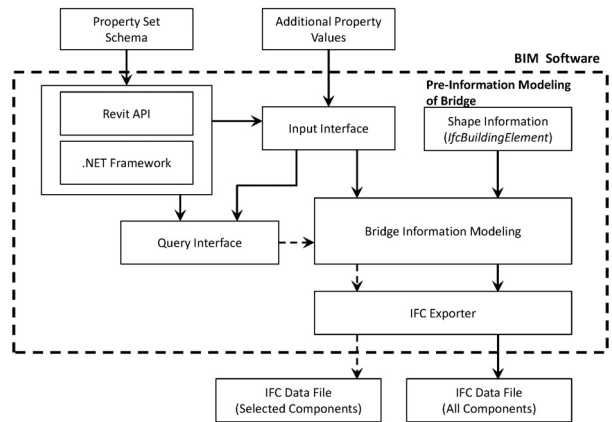 Property Set
Schema
Additional Property
Values
BIM Software
Pre-Information Modeling
of Bridge
Revit API
.NET Framework
Input Interface
Shape Information
(IfcBuildingElement)
Query Interface
Bridge Information Modeling
IFC Exporter
IFC Data File
(Selected Components)
IFC Data File
(All Components)